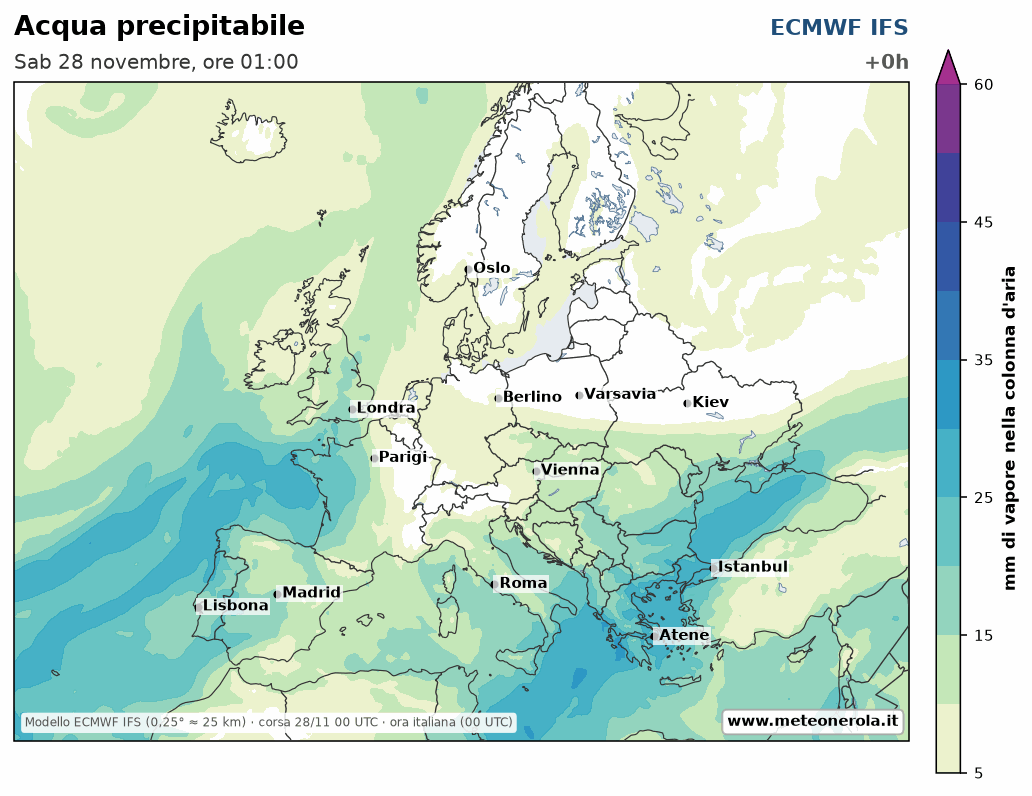 Acqua precipitabile
ECMWF IFS
Sab 28 novembre, ore 01:00
+0h
60
45
35
25
15
5
mm di vapore nella colonna d'aria
Oslo
Berlino
Varsavia
Kiev
Londra
Parigi
Vienna
Istanbul
Roma
Madrid
Lisbona
Atene
Modello ECMWF IFS (0,25° ≈ 25 km) · corsa 28/11 00 UTC · ora italiana (00 UTC)
www.meteonerola.it